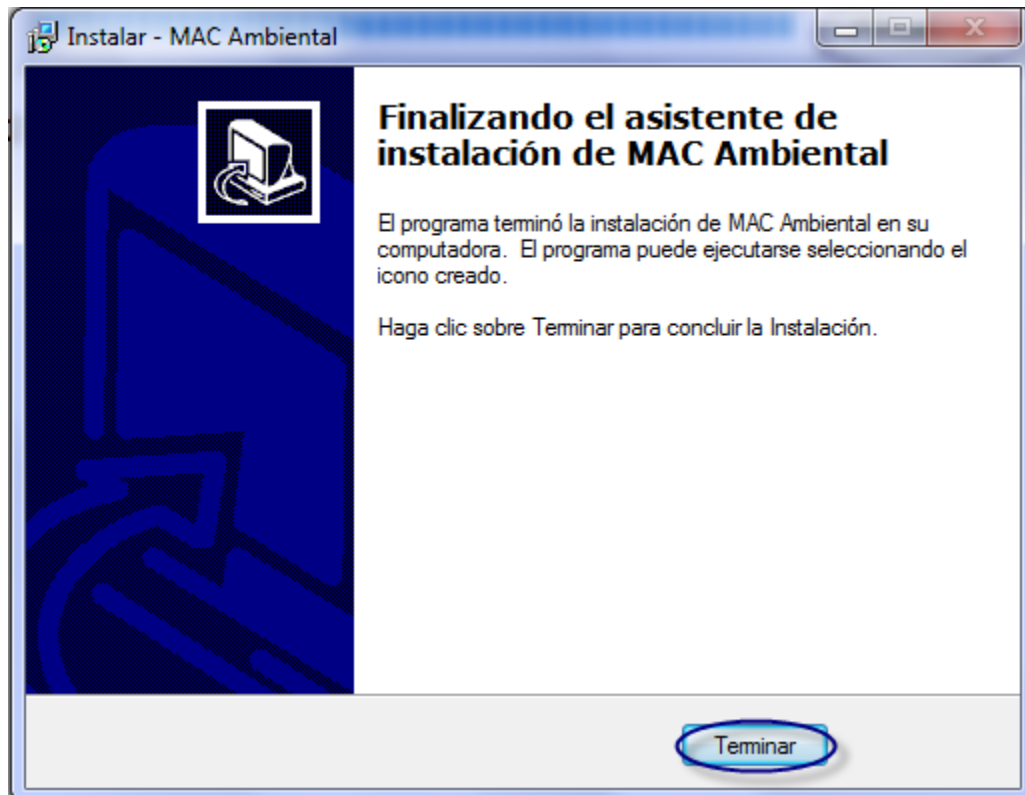 Instalar - MAC Ambiental
Finalizando el asistente de
instalación de MAC Ambiental
El programa terminó la instalación de MAC Ambiental en su
computadora. El programa puede ejecutarse seleccionando el
icono creado.
Haga clic sobre Terminar para concluir la Instalación.
Terminar